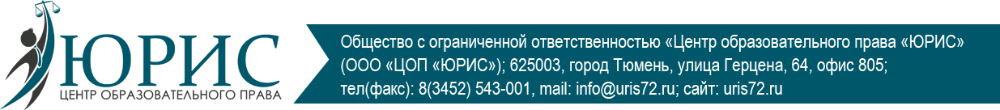 ЮРИС
ЦЕНТР ОБРАЗОВАТЕЛЬНОГО ПРАВА
Общество с ограниченной ответственностью «Центр образовательного права «ЮРИС»
(ООО «ЦОП «ЮРИС»); 625003, город Тюмень, улица Герцена, 64, офис 805;
тел(факс): 8(3452) 543-001, mail: info@uris72.ru; сайт: uris72.ru